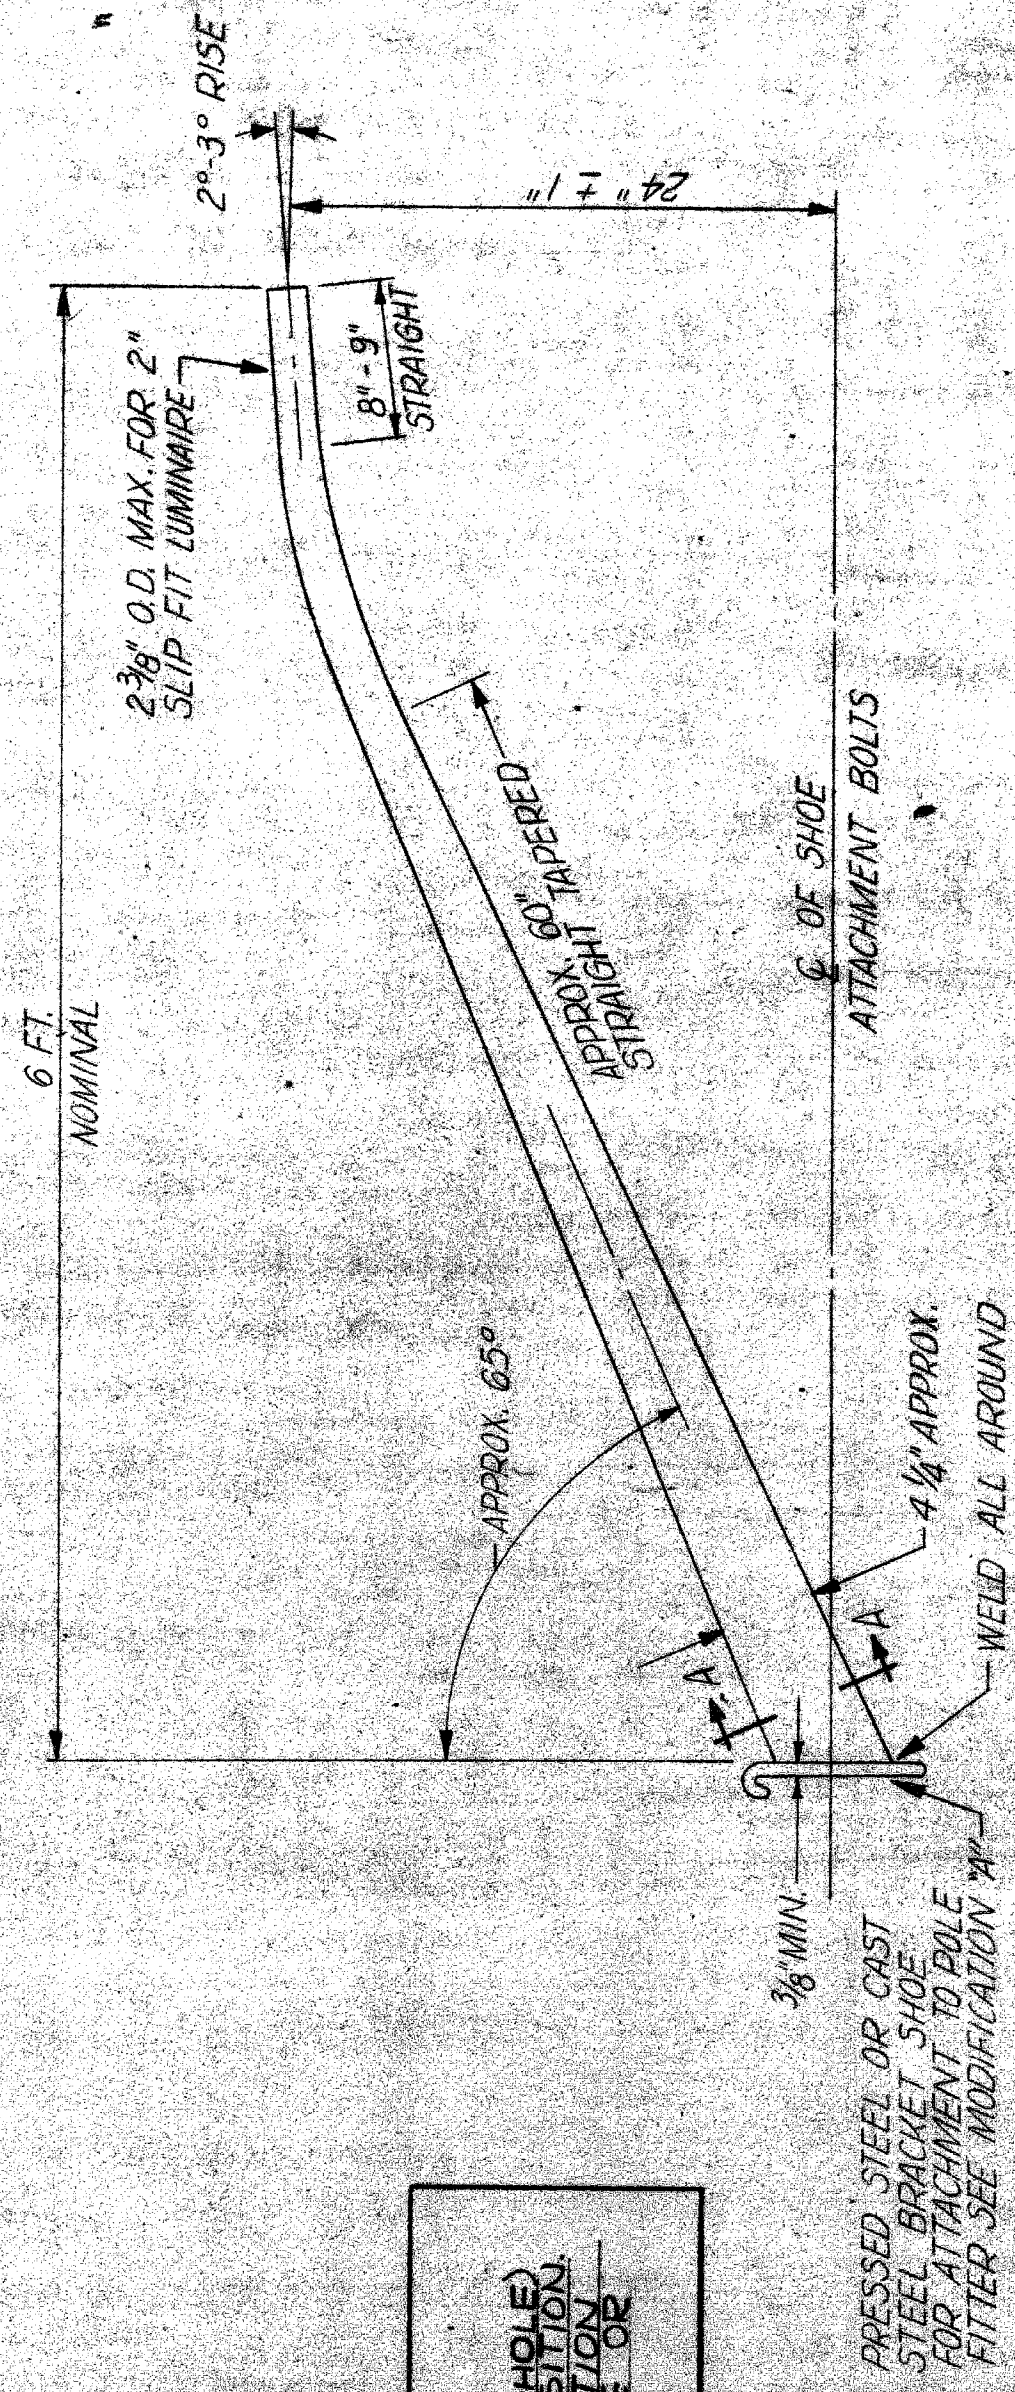 6 FT.
NOMINAL
2°-3° RISE
2 3/8" O.D. MAX. FOR 2"
SLIP FIT LUMINAIRE
8" - 9"
STRAIGHT
24" ± 1"
APPROX. 60"
STRAIGHT TAPERED
APPROX. 65°
℄ OF SHOE
ATTACHMENT BOLTS
A
A
4 1/4" APPROX.
WELD ALL AROUND
3/8" MIN.
PRESSED STEEL OR CAST
STEEL BRACKET SHOE.
FOR ATTACHMENT TO POLE
FITTER SEE MODIFICATION "A"
HOLE)
OR